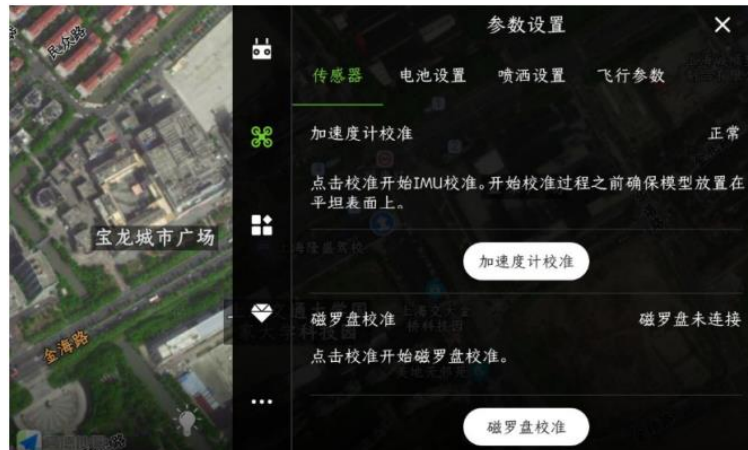 民众路
宝龙城市广场
金海路
参数设置
传感器 电池设置 喷洒设置 飞行参数
加速度计校准 正常
点击校准开始IMU校准。开始校准过程之前确保模型放置在
平坦表面上。
加速度计校准
磁罗盘校准 磁罗盘未连接
点击校准开始磁罗盘校准。
磁罗盘校准